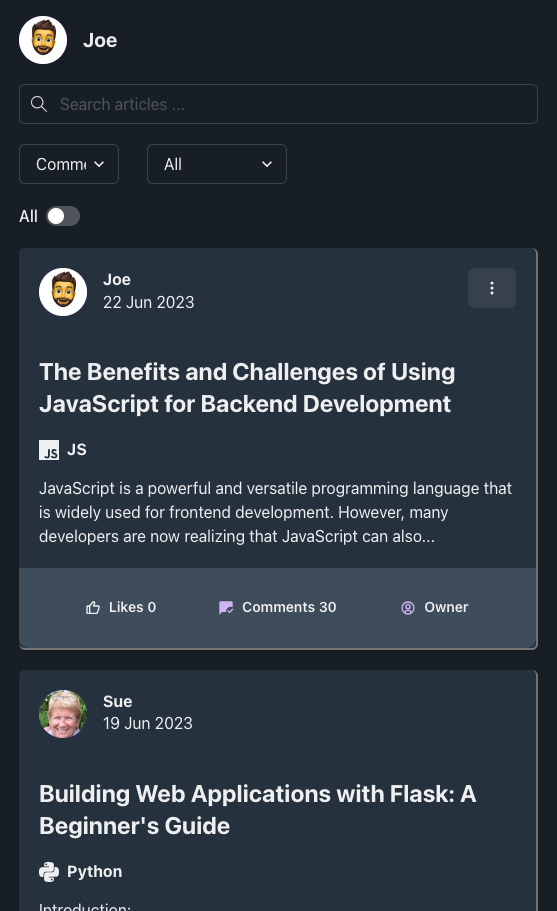 Joe
Search articles ...
Comme
All
All
Joe
22 Jun 2023
The Benefits and Challenges of Using
JavaScript for Backend Development
JS JS
JavaScript is a powerful and versatile programming language that
is widely used for frontend development. However, many
developers are now realizing that JavaScript can also...
Likes 0 Comments 30 Owner
Sue
19 Jun 2023
Building Web Applications with Flask: A
Beginner's Guide
Python
Introduction: